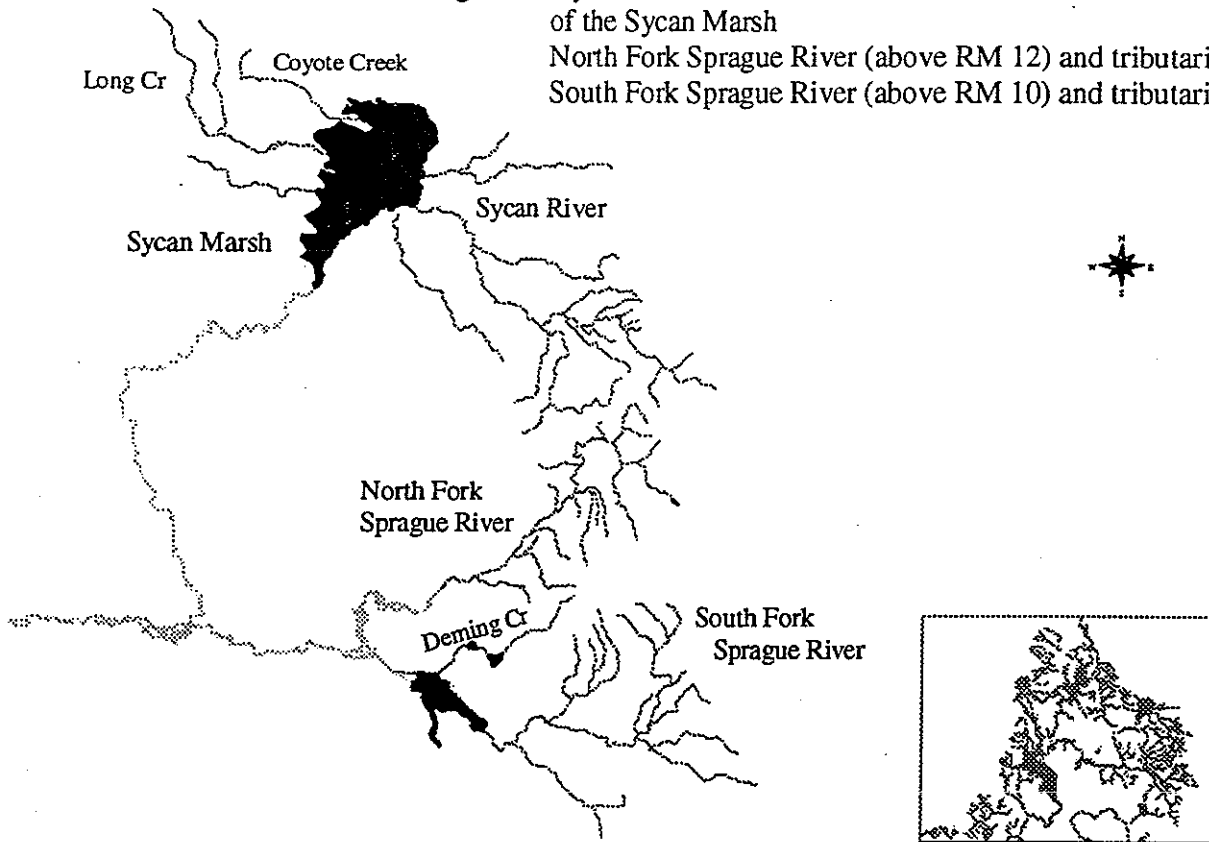 of the Sycan Marsh
North Fork Sprague River (above RM 12) and tributari
South Fork Sprague River (above RM 10) and tributari
Coyote Creek
Long Cr
Sycan River
Sycan Marsh
N
S
North Fork
Sprague River
Deming Cr
South Fork
Sprague River